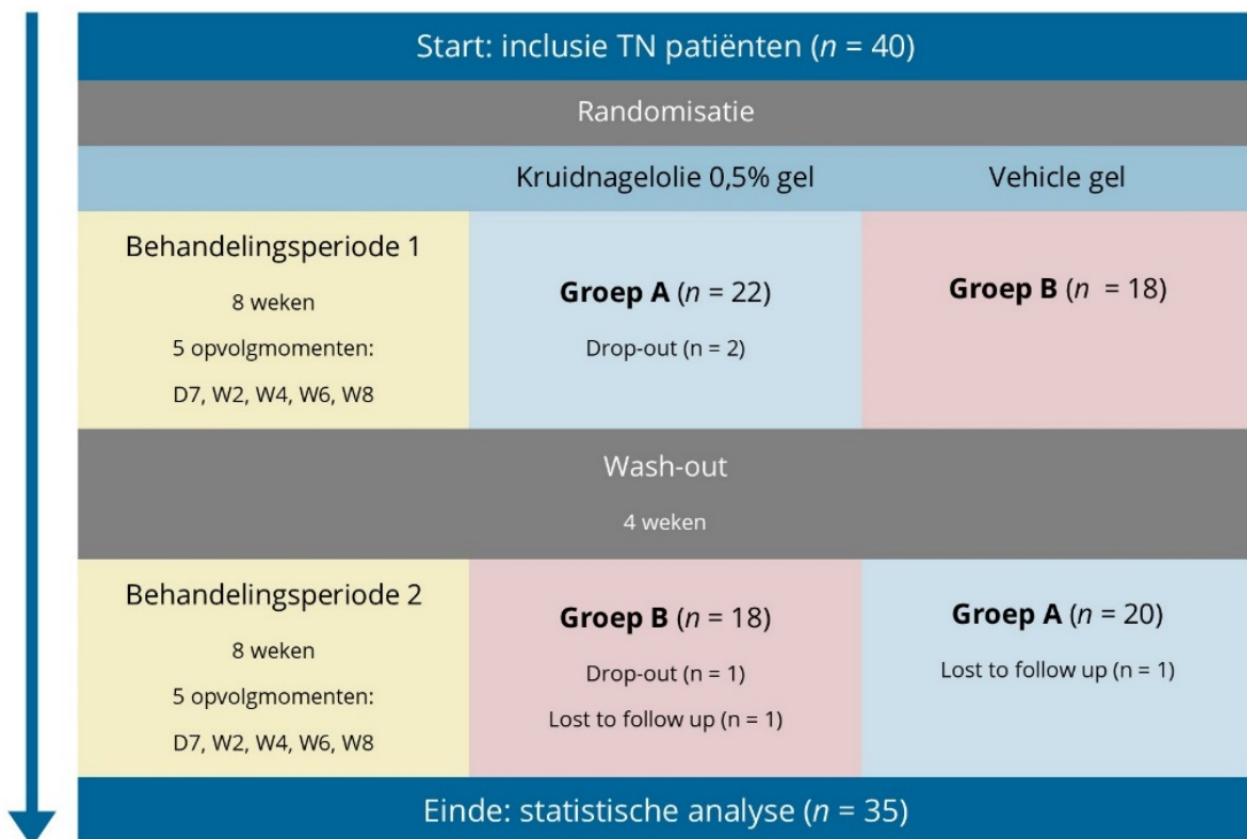 Start: inclusie TN patiënten (n = 40)
Randomisatie
Kruidnagelolie 0,5% gel
Vehicle gel
Behandelingsperiode 1
8 weken
5 opvolgmomenten:
D7, W2, W4, W6, W8
Groep A (n = 22)
Drop-out (n = 2)
Groep B (n = 18)
Wash-out
4 weken
Behandelingsperiode 2
8 weken
5 opvolgmomenten:
D7, W2, W4, W6, W8
Groep B (n = 18)
Drop-out (n = 1)
Lost to follow up (n = 1)
Groep A (n = 20)
Lost to follow up (n = 1)
Einde: statistische analyse (n = 35)